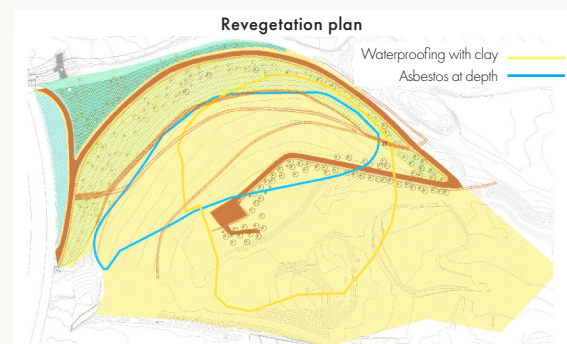 Revegetation plan
Waterproofing with clay
Asbestos at depth